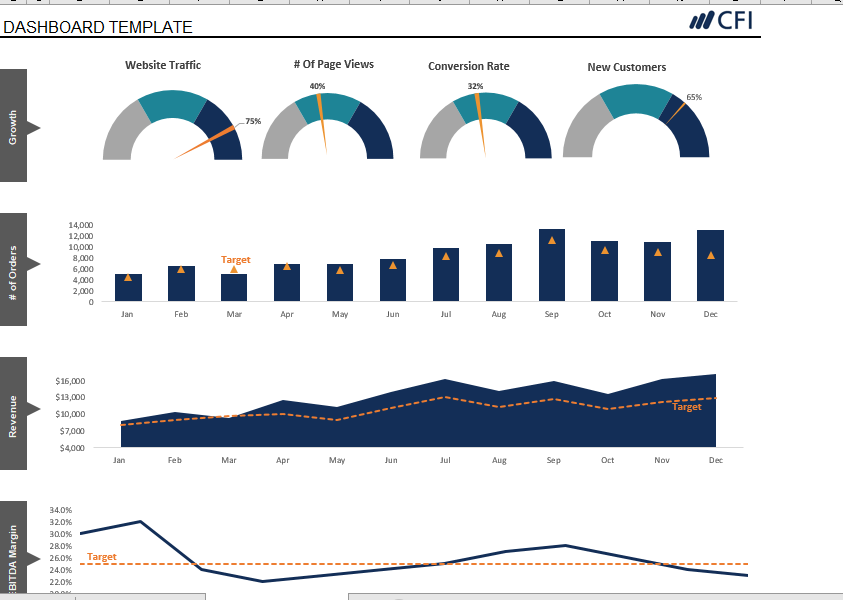 DASHBOARD TEMPLATE
CFI
Growth
Website Traffic
# Of Page Views
Conversion Rate
New Customers
75%
40%
32%
65%
# of Orders
14,000
12,000
10,000
8,000
6,000
4,000
2,000
0
Target
Jan Feb Mar Apr May Jun Jul Aug Sep Oct Nov Dec
Revenue
$16,000
$13,000
$10,000
$7,000
$4,000
Target
Jan Feb Mar Apr May Jun Jul Aug Sep Oct Nov Dec
EBITDA Margin
34.0%
32.0%
30.0%
28.0%
26.0%
24.0%
22.0%
Target